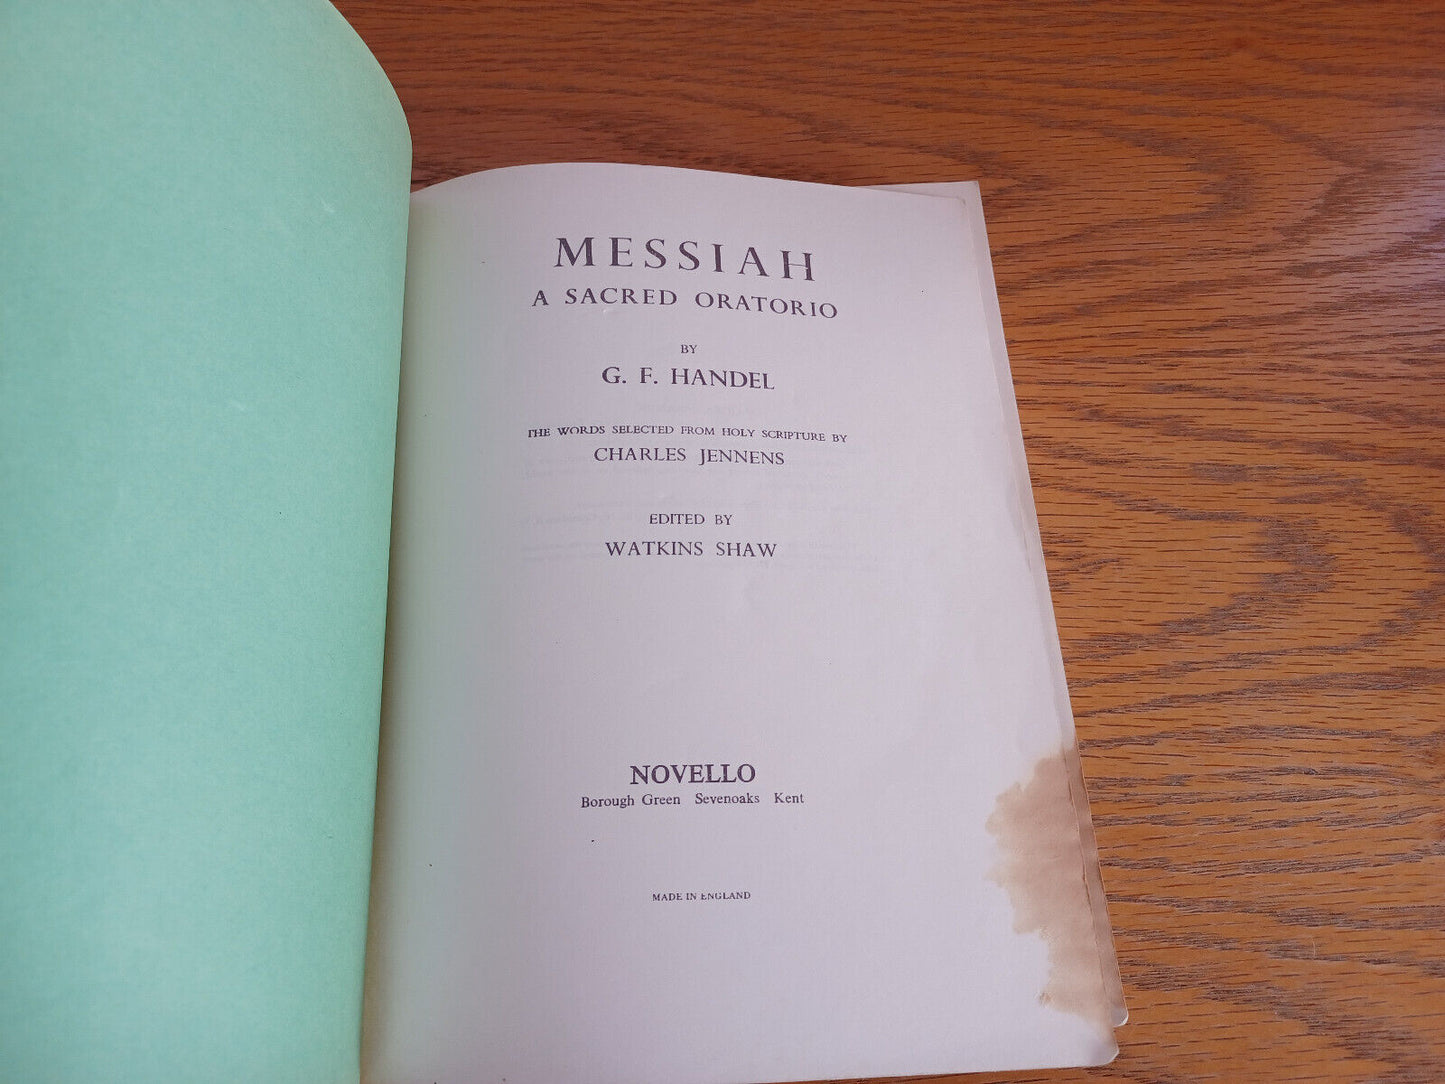 MESSIAH
A SACRED ORATORIO
BY
G. F. HANDEL
THE WORDS SELECTED FROM HOLY SCRIPTURE BY
CHARLES JENNENS
EDITED BY
WATKINS SHAW
NOVELLO
Borough Green Sevenoaks Kent
MADE IN ENGLAND